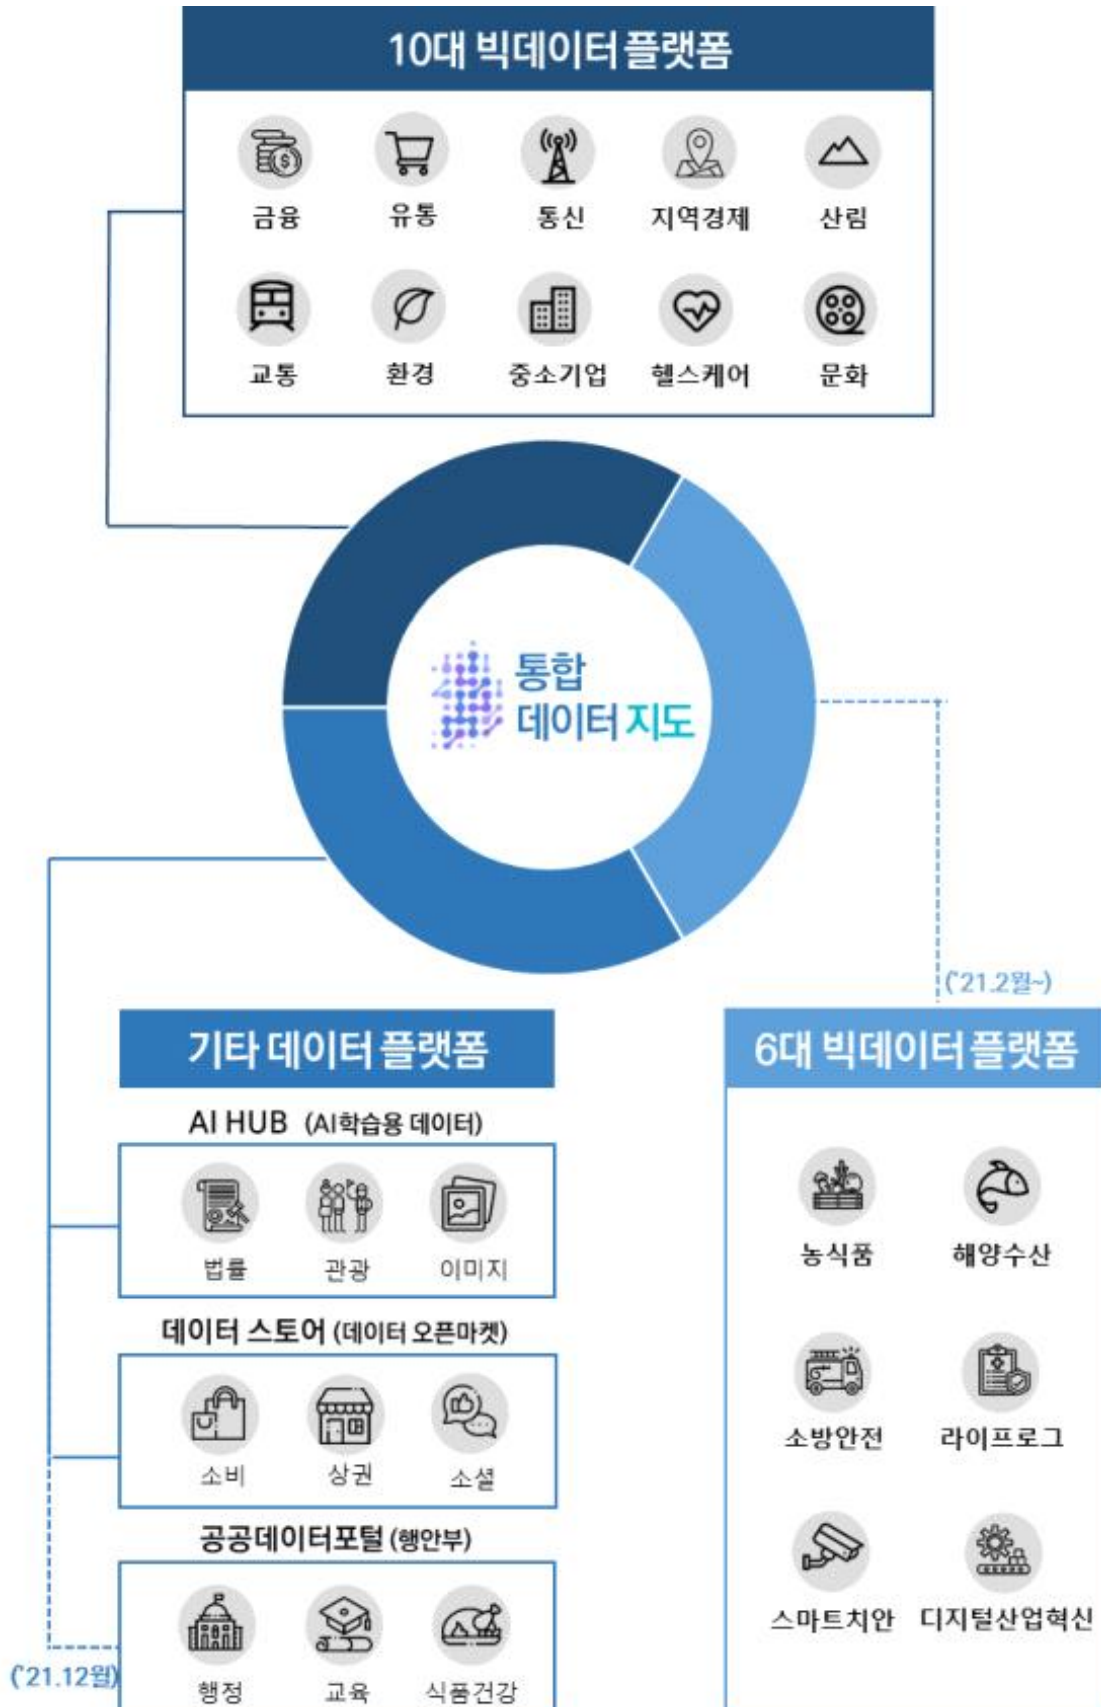 10대 빅데이터 플랫폼
금융 유통 통신 지역경제 산림
교통 환경 중소기업 헬스케어 문화
통합
데이터 지도
('21.2월~)
기타 데이터 플랫폼
AI HUB (AI학습용 데이터)
법률 관광 이미지
데이터 스토어 (데이터 오픈마켓)
소비 상권 소셜
공공데이터포털 (행안부)
('21.12월)
행정 교육 식품건강
6대 빅데이터 플랫폼
농식품 해양수산
소방안전 라이프로그
스마트치안 디지털산업혁신